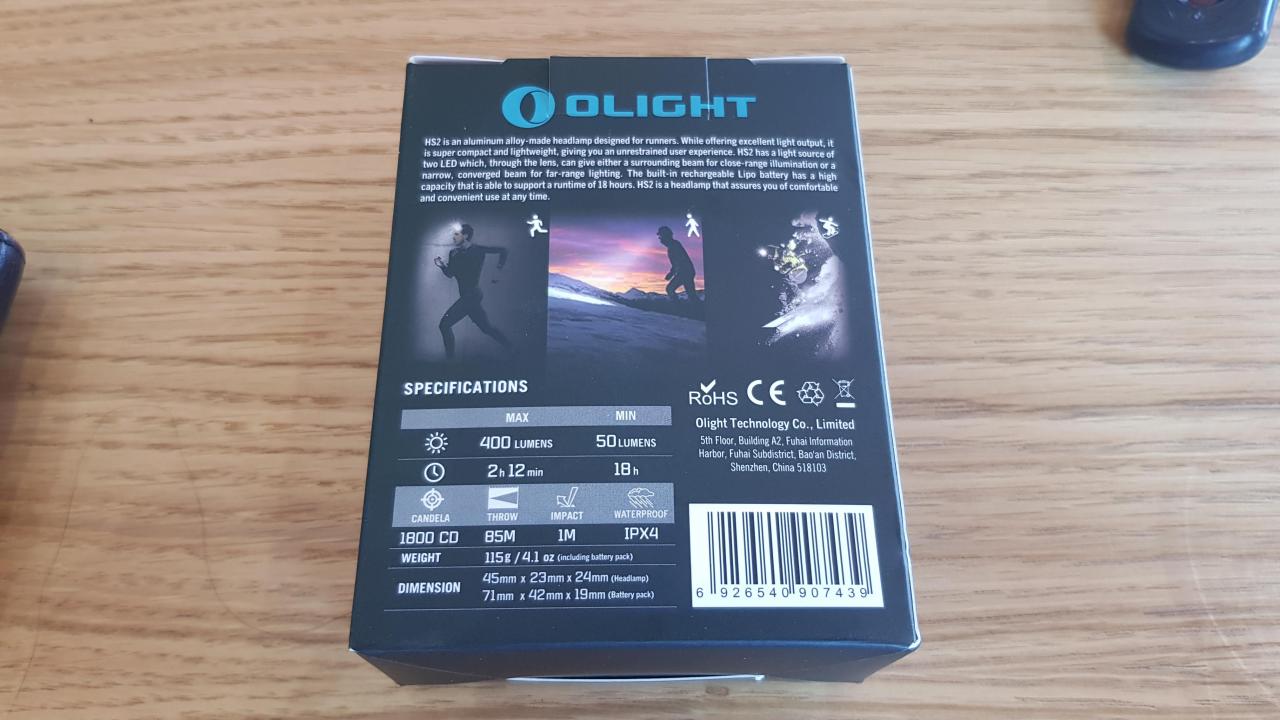 OLIGHT
HS2 is an aluminum alloy-made headlamp designed for runners. While offering excellent light output, it
is super compact and lightweight, giving you an unrestrained user experience. HS2 has a light source of
two LED which, through the lens, can give either a surrounding beam for close-range illumination or a
narrow, converged beam for far-range lighting. The built-in rechargeable Lipo battery has a high
capacity that is able to support a runtime of 18 hours. HS2 is a headlamp that assures you of comfortable
and convenient use at any time.
SPECIFICATIONS
MAX MIN
400 LUMENS 50 LUMENS
2h 12min 18h
CANDELA THROW IMPACT WATERPROOF
1800 CD 85M 1M IPX4
WEIGHT 115g / 4.1 oz (including battery pack)
DIMENSION 45mm x 23mm x 24mm (Headlamp)
71mm x 42mm x 19mm (Battery pack)
RoHS CE
Olight Technology Co., Limited
5th Floor, Building A2, Fuhai Information
Harbor, Fuhai Subdistrict, Bao'an District,
Shenzhen, China 518103
6 926540 907439